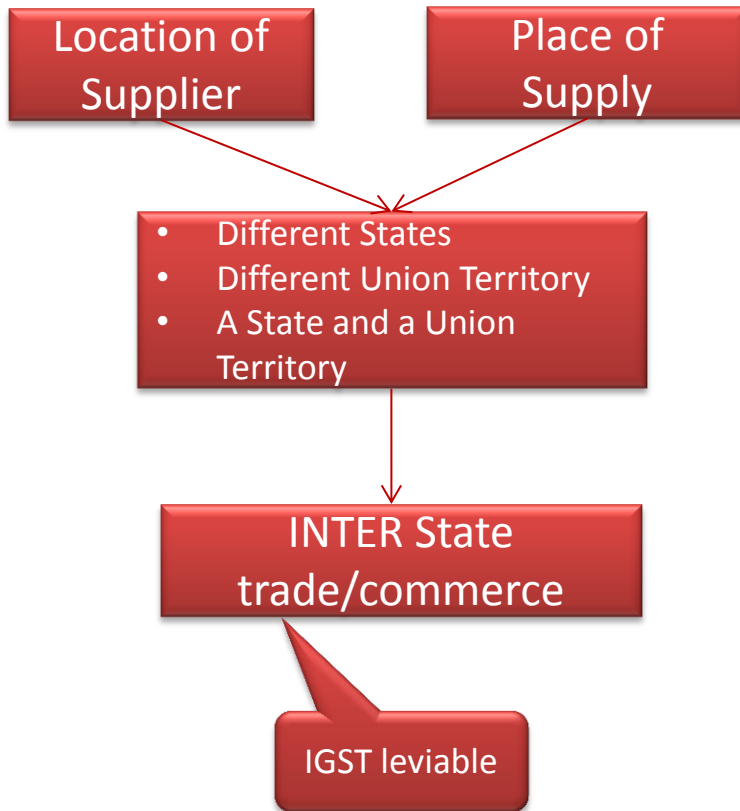 Location of
Supplier
Place of
Supply
• Different States
• Different Union Territory
• A State and a Union
Territory
INTER State
trade/commerce
IGST leviable